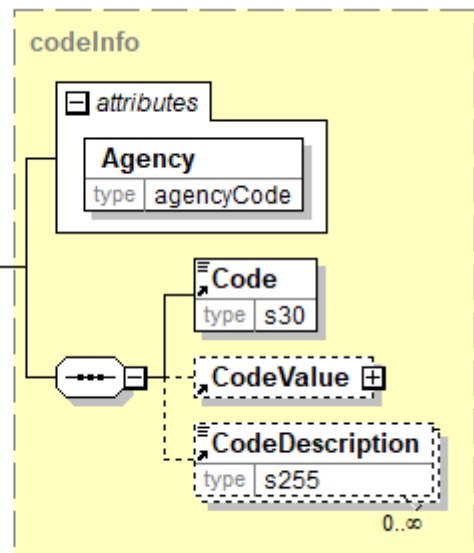 codeInfo
attributes
Agency
type agencyCode
Code
type s30
CodeValue
CodeDescription
type s255
0..∞